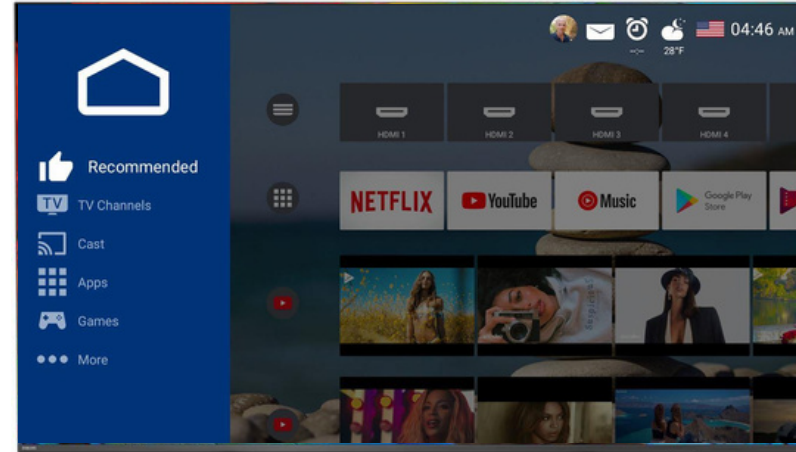 04:46 AM
--:--
28°F
HDMI 1
HDMI 2
HDMI 3
HDMI 4
Recommended
NETFLIX
YouTube
Music
Google Play
Store
TV
TV Channels
Cast
Apps
Games
More